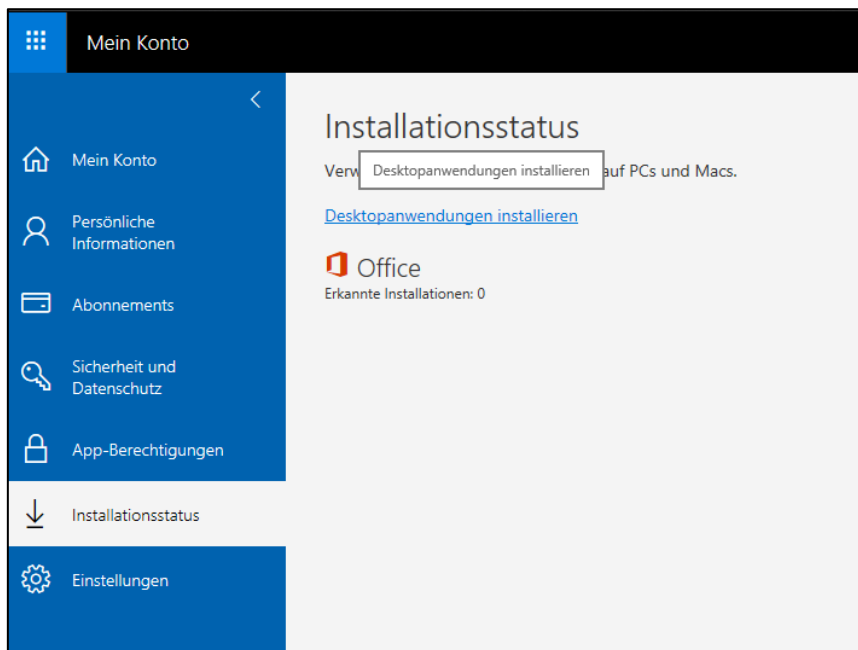 Mein Konto
Mein Konto
Persönliche
Informationen
Abonnements
Sicherheit und
Datenschutz
App-Berechtigungen
Installationsstatus
Einstellungen
Installationsstatus
Desktopanwendungen installieren
auf PCs und Macs.
Desktopanwendungen installieren
Office
Erkannte Installationen: 0